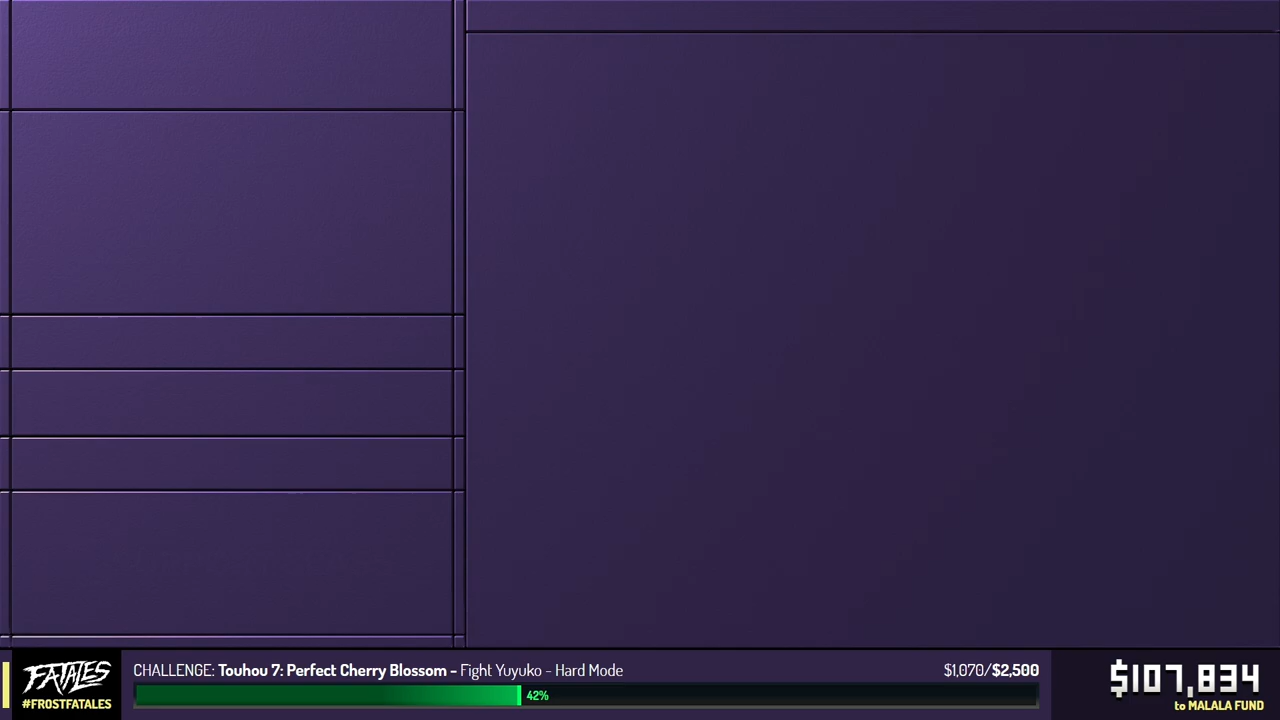 FATALES
#FROSTFATALES
CHALLENGE: Touhou 7: Perfect Cherry Blossom - Fight Yuyuko - Hard Mode
$1,070/$2,500
42%
$107,834
to MALALA FUND